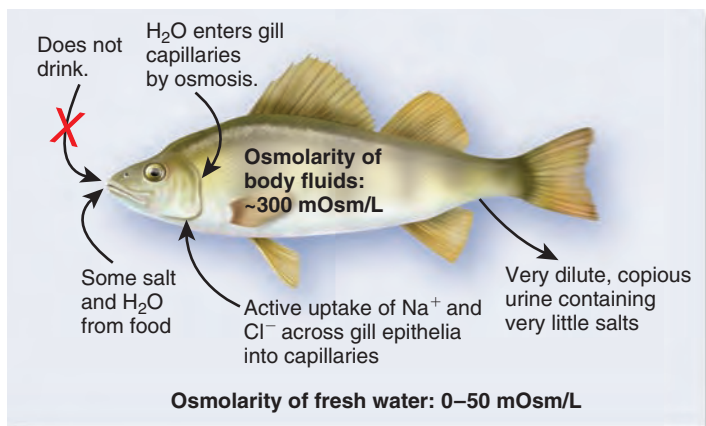 Does not
drink.
H₂O enters gill
capillaries
by osmosis.
Osmolarity of
body fluids:
~300 mOsm/L
Some salt
and H₂O
from food
Active uptake of Na⁺ and
Cl⁻ across gill epithelia
into capillaries
Very dilute, copious
urine containing
very little salts
Osmolarity of fresh water: 0–50 mOsm/L